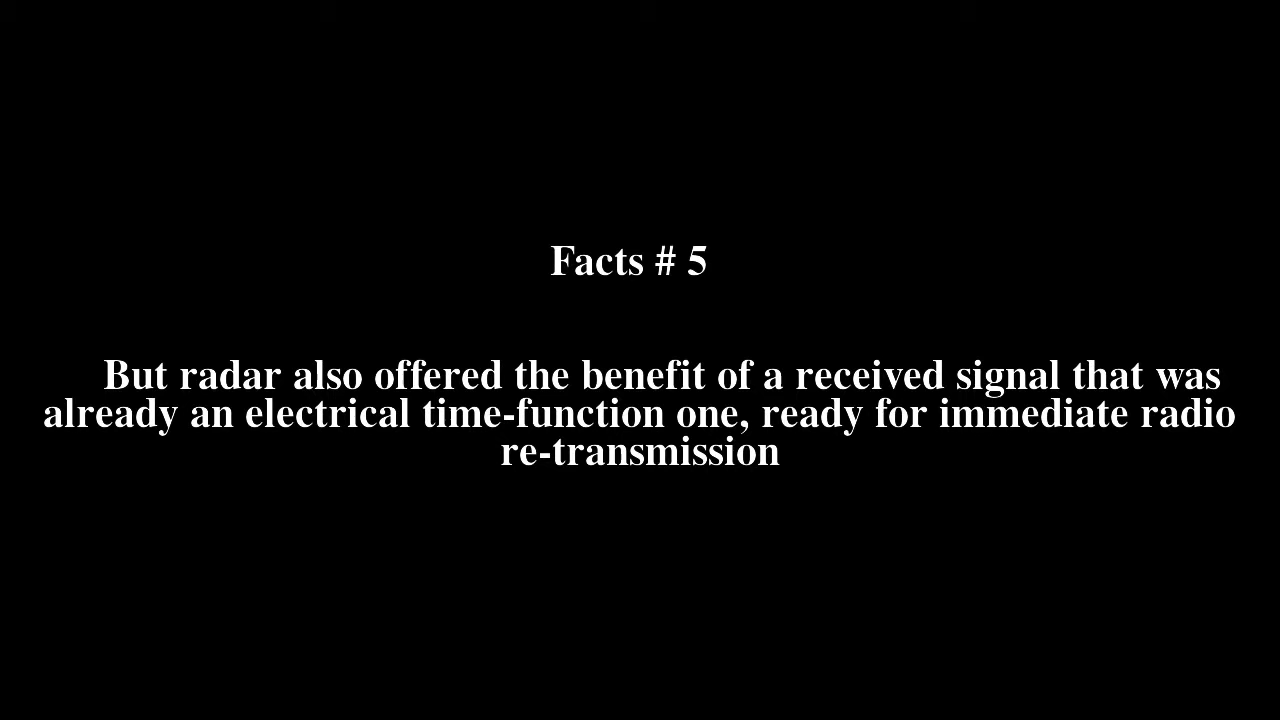 Facts # 5
But radar also offered the benefit of a received signal that was
already an electrical time-function one, ready for immediate radio
re-transmission